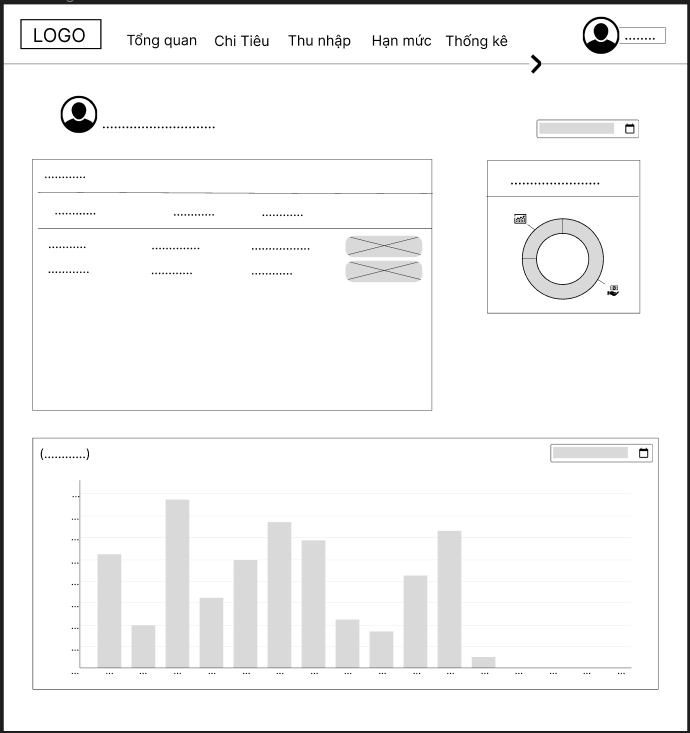 LOGO
Tổng quan Chi Tiêu Thu nhập Hạn mức Thống kê